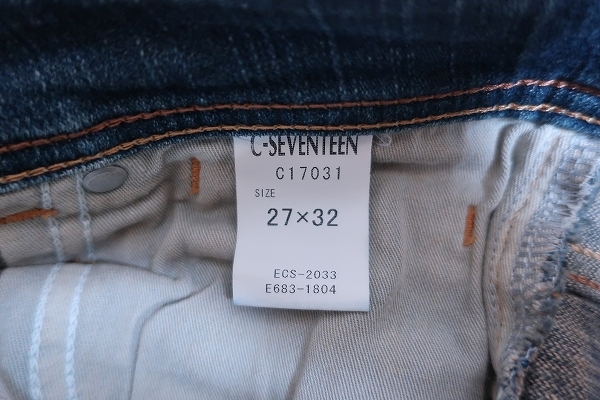 C-SEVENTEEN
C17031
SIZE
27×32
ECS-2033
E683-1804